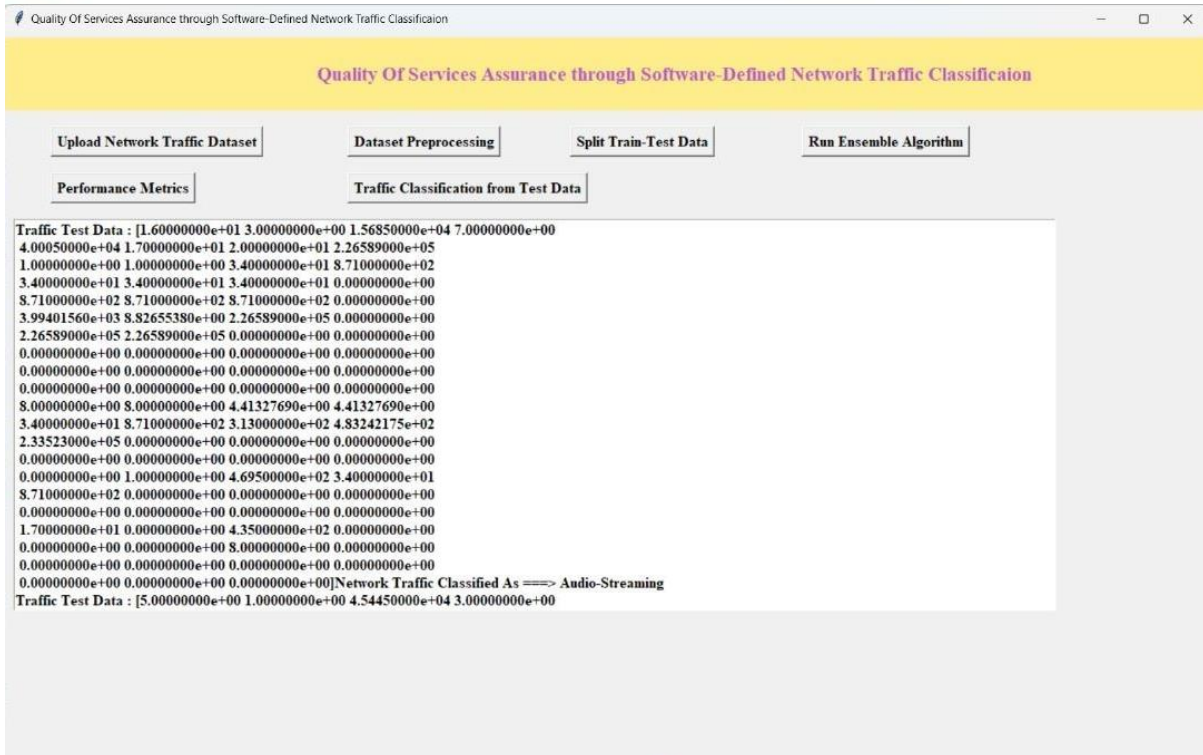 Quality Of Services Assurance through Software-Defined Network Traffic Classificaion
Quality Of Services Assurance through Software-Defined Network Traffic Classificaion
Upload Network Traffic Dataset Dataset Preprocessing Split Train-Test Data Run Ensemble Algorithm
Performance Metrics Traffic Classification from Test Data
Traffic Test Data : [1.60000000e+01 3.00000000e+00 1.56850000e+04 7.00000000e+00
4.00050000e+04 1.70000000e+01 2.00000000e+01 2.26589000e+05
1.00000000e+00 1.00000000e+00 3.40000000e+01 8.71000000e+02
3.40000000e+01 3.40000000e+01 3.40000000e+01 0.00000000e+00
8.71000000e+02 8.71000000e+02 8.71000000e+02 0.00000000e+00
3.99401560e+03 8.82655380e+00 2.26589000e+05 0.00000000e+00
2.26589000e+05 2.26589000e+05 0.00000000e+00 0.00000000e+00
0.00000000e+00 0.00000000e+00 0.00000000e+00 0.00000000e+00
0.00000000e+00 0.00000000e+00 0.00000000e+00 0.00000000e+00
0.00000000e+00 0.00000000e+00 0.00000000e+00 0.00000000e+00
8.00000000e+00 8.00000000e+00 4.41327690e+00 4.41327690e+00
3.40000000e+01 8.71000000e+02 3.13000000e+02 4.83242175e+02
2.33523000e+05 0.00000000e+00 0.00000000e+00 0.00000000e+00
0.00000000e+00 0.00000000e+00 0.00000000e+00 0.00000000e+00
0.00000000e+00 1.00000000e+00 4.69500000e+02 3.40000000e+01
8.71000000e+02 0.00000000e+00 0.00000000e+00 0.00000000e+00
0.00000000e+00 0.00000000e+00 0.00000000e+00 0.00000000e+00
1.70000000e+01 0.00000000e+00 4.35000000e+02 0.00000000e+00
0.00000000e+00 0.00000000e+00 8.00000000e+00 0.00000000e+00
0.00000000e+00 0.00000000e+00 0.00000000e+00 0.00000000e+00
0.00000000e+00 0.00000000e+00 0.00000000e+00]Network Traffic Classified As ===> Audio-Streaming
Traffic Test Data : [5.00000000e+00 1.00000000e+00 4.54450000e+04 3.00000000e+00